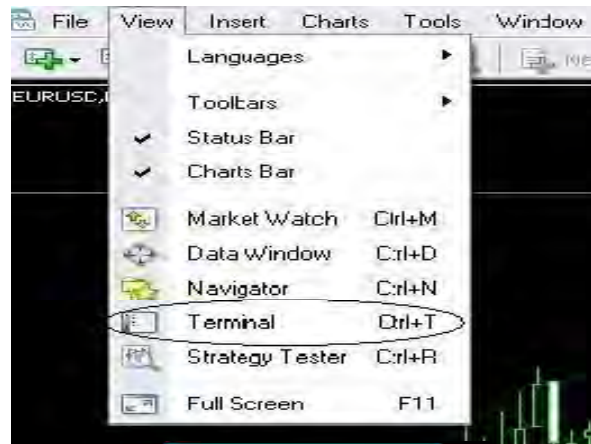 File View Insert Charts Tools Window
Languages
EURUSD,
Toolbars
Status Bar
Charts Bar
Market Watch Ctrl+M
Data Window Ctrl+D
Navigator Ctrl+N
Terminal Ctrl+T
Strategy Tester Ctrl+R
Full Screen F11